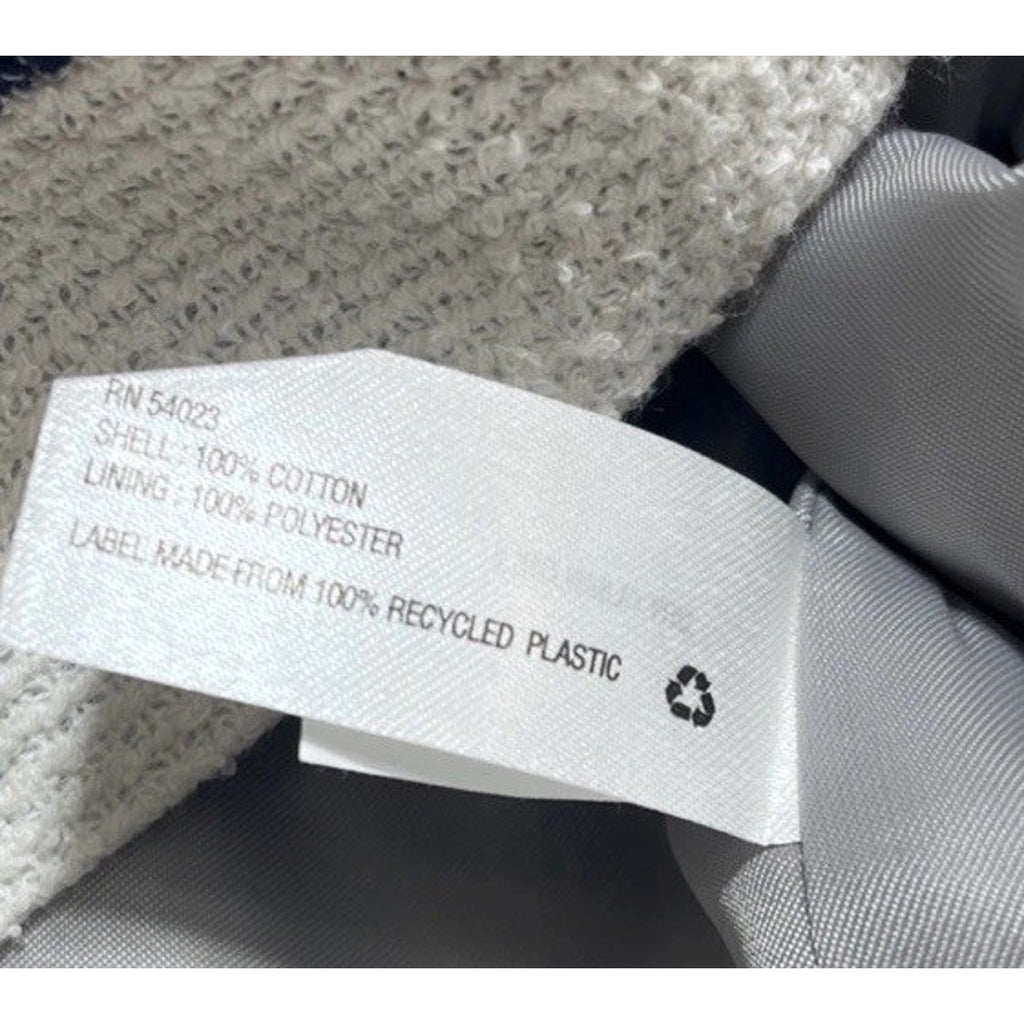 RN 54023
SHELL : 100% COTTON
LINING : 100% POLYESTER
LABEL MADE FROM 100% RECYCLED PLASTIC